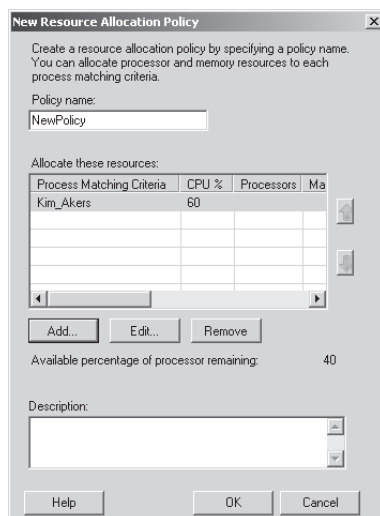 New Resource Allocation Policy
Create a resource allocation policy by specifying a policy name.
You can allocate processor and memory resources to each
process matching criteria.
Policy name:
NewPolicy
Allocate these resources:
Process Matching Criteria CPU % Processors Ma
Kim_Akers 60
Add... Edit... Remove
Available percentage of processor remaining: 40
Description:
Help OK Cancel